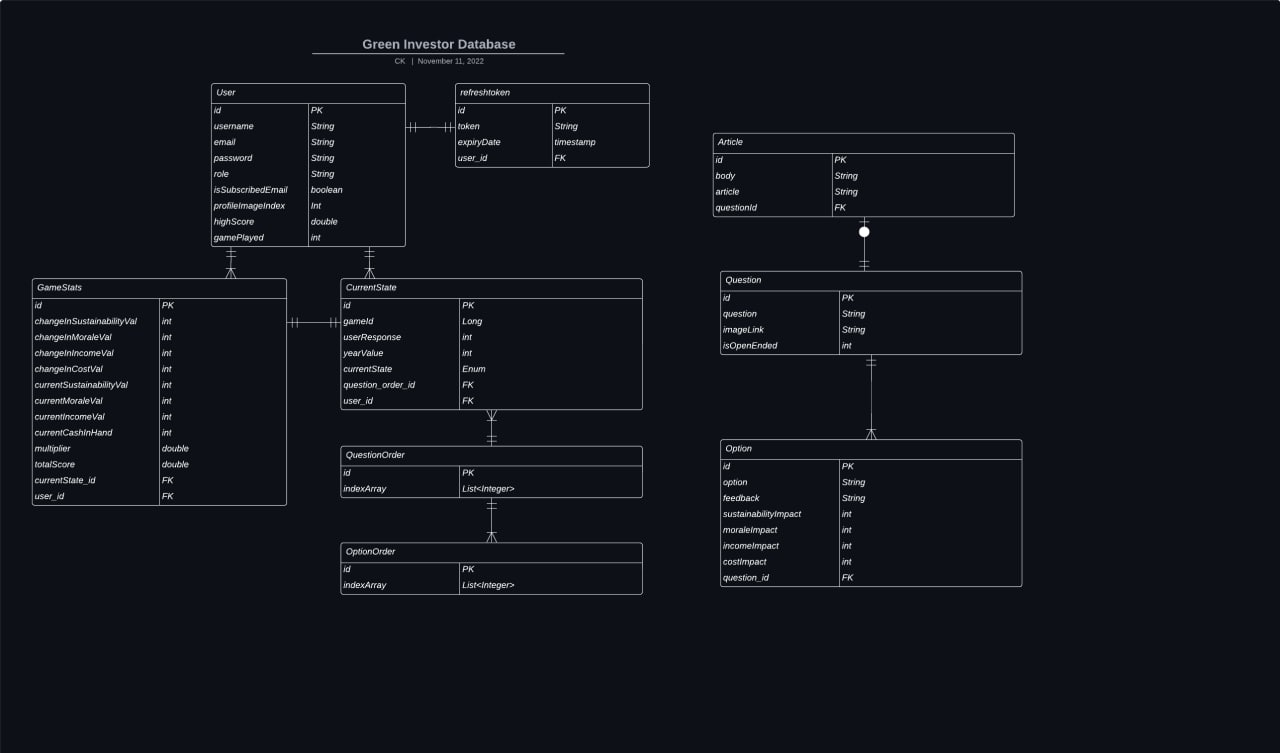 Green Investor Database
CK | November 11, 2022
User
id PK
username String
email String
password String
role String
isSubscribedEmail boolean
profileImageIndex Int
highScore double
gamePlayed int
refreshtoken
id PK
token String
expiryDate timestamp
user_id FK
Article
id PK
body String
article String
questionId FK
GameStats
id PK
changeInSustainabilityVal int
changeInMoraleVal int
changeInIncomeVal int
changeInCostVal int
currentSustainabilityVal int
currentMoraleVal int
currentIncomeVal int
currentCashInHand int
multiplier double
totalScore double
currentState_id FK
user_id FK
CurrentState
id PK
gameId Long
userResponse int
yearValue int
currentState Enum
question_order_id FK
user_id FK
Question
id PK
question String
imageLink String
isOpenEnded int
QuestionOrder
id PK
indexArray List<Integer>
OptionOrder
id PK
indexArray List<Integer>
Option
id PK
option String
feedback String
sustainabilityImpact int
moraleImpact int
incomeImpact int
costImpact int
question_id FK